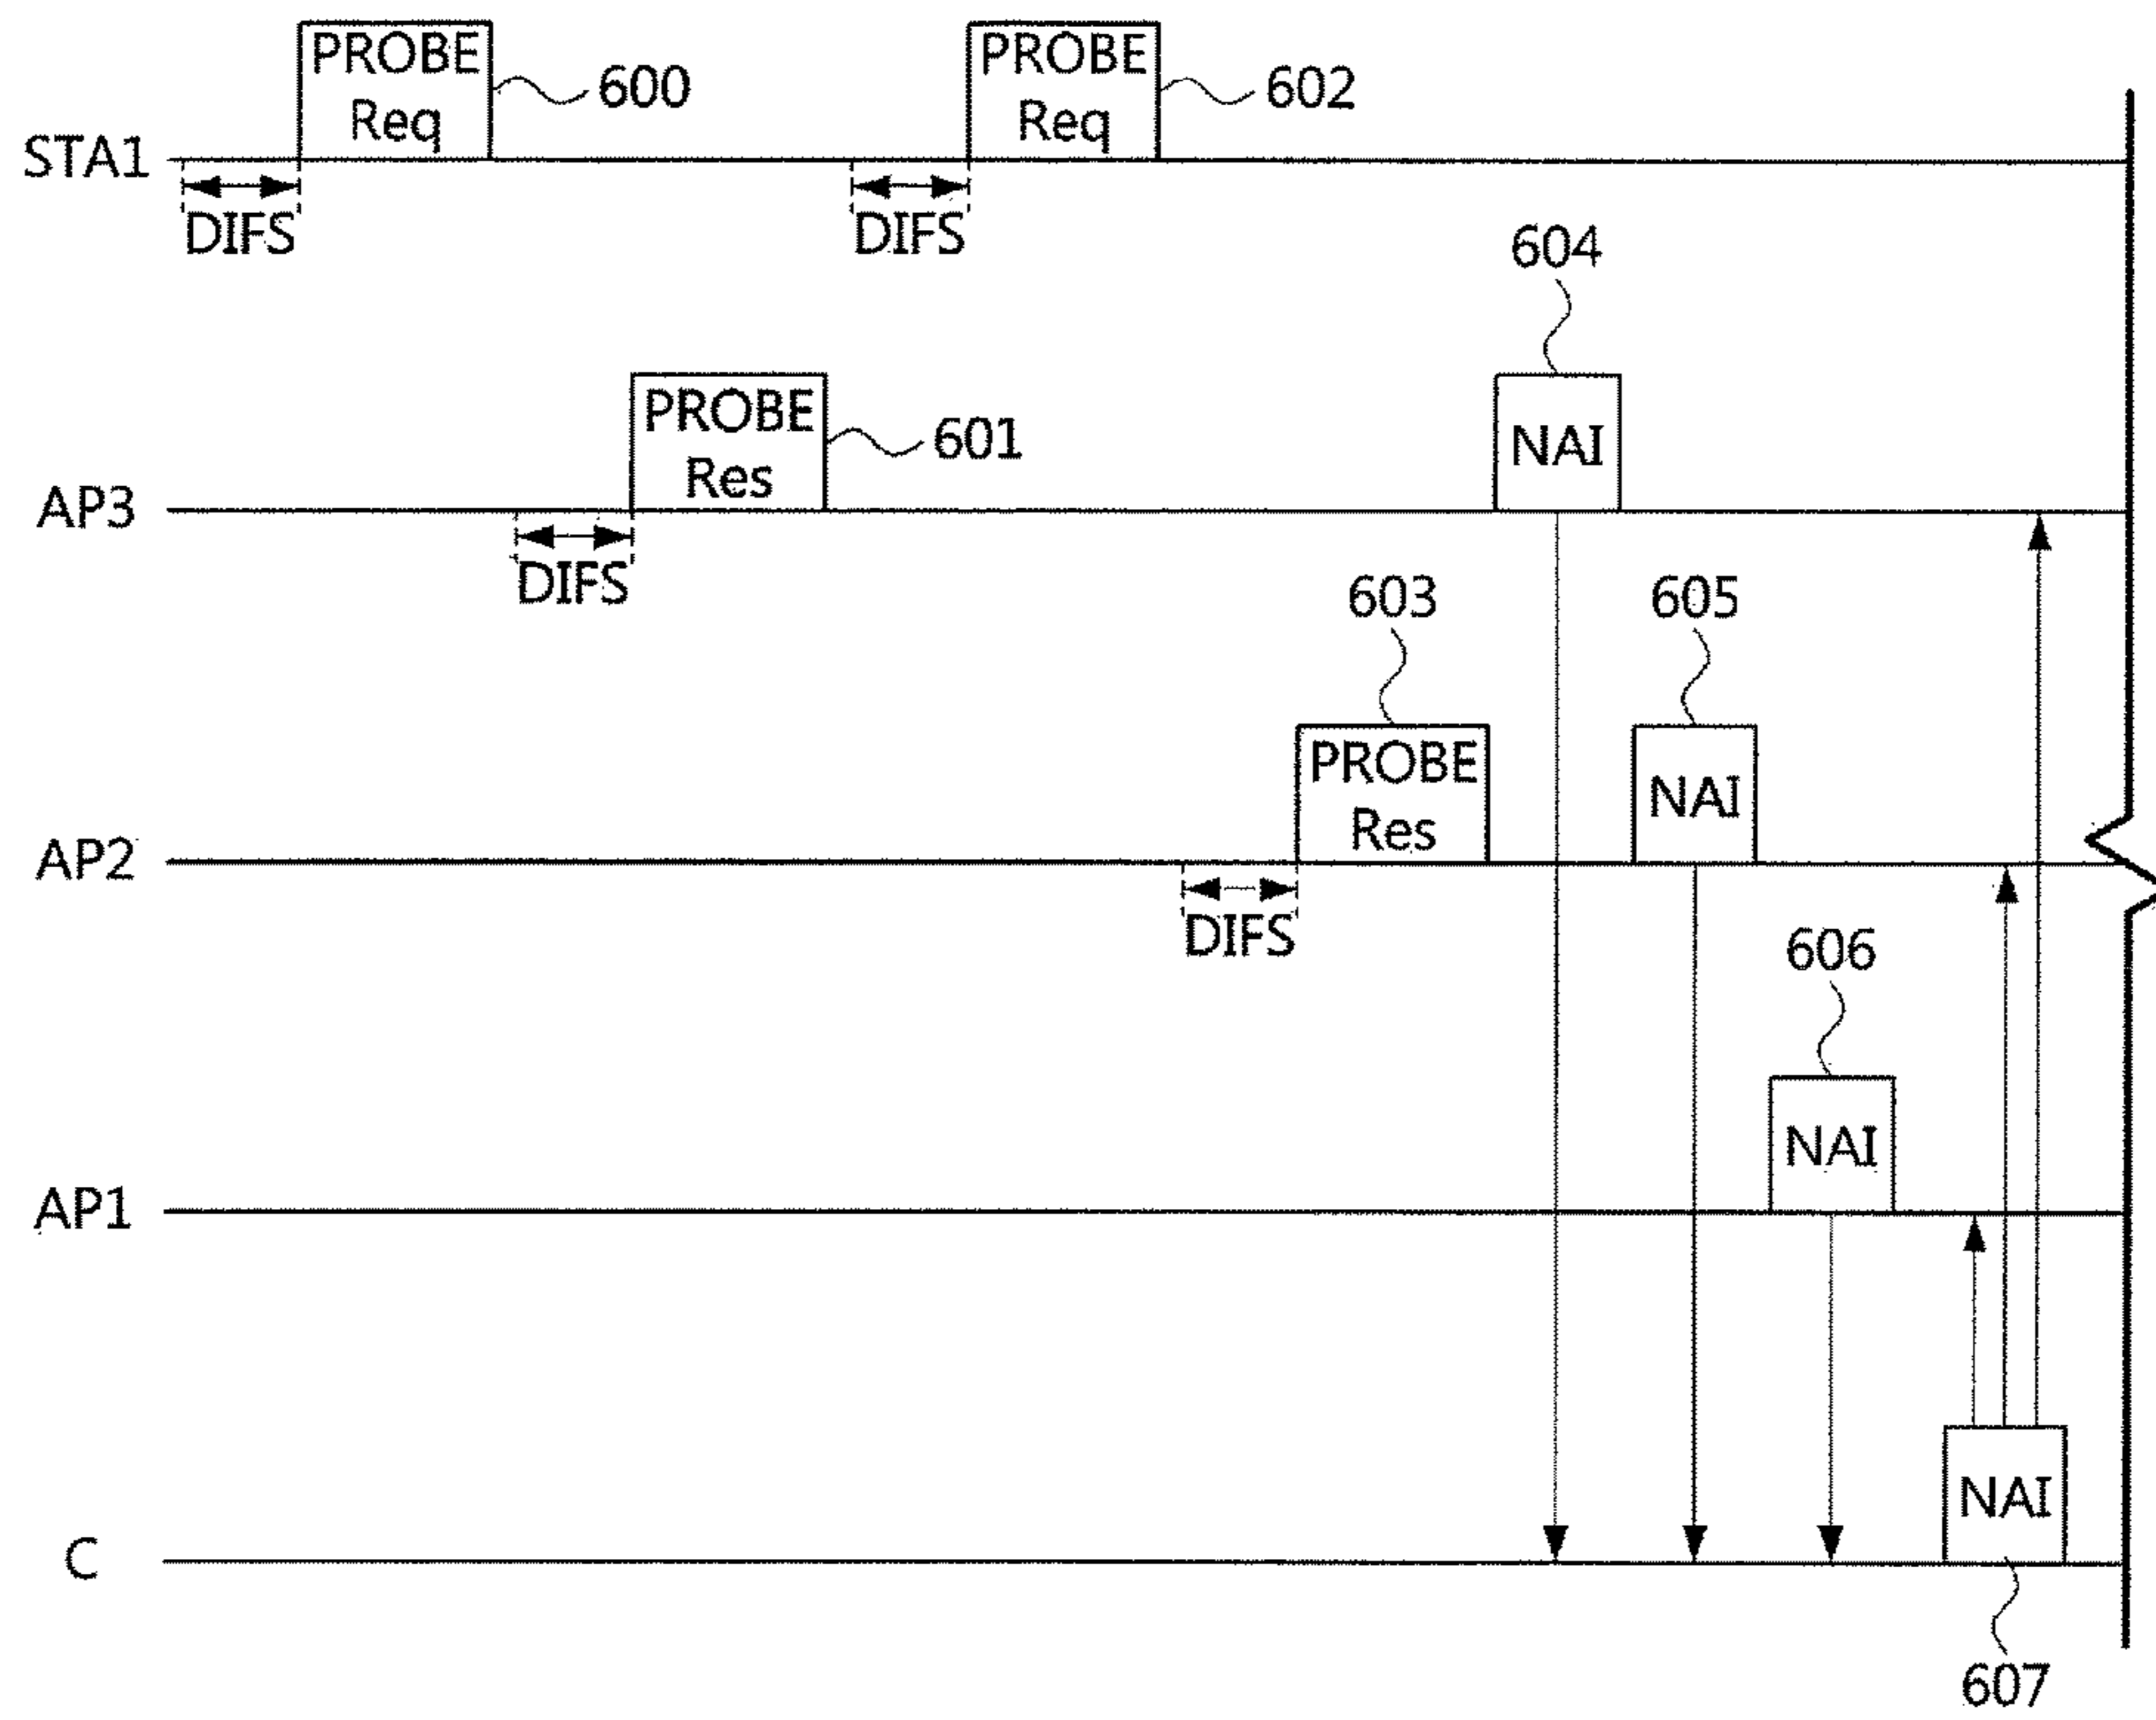 PROBE
Req
600
PROBE
Req
602
STA1
DIFS
DIFS
604
PROBE
Res
601
NAI
AP3
DIFS
603
605
PROBE
Res
NAI
AP2
DIFS
606
NAI
AP1
NAI
C
607